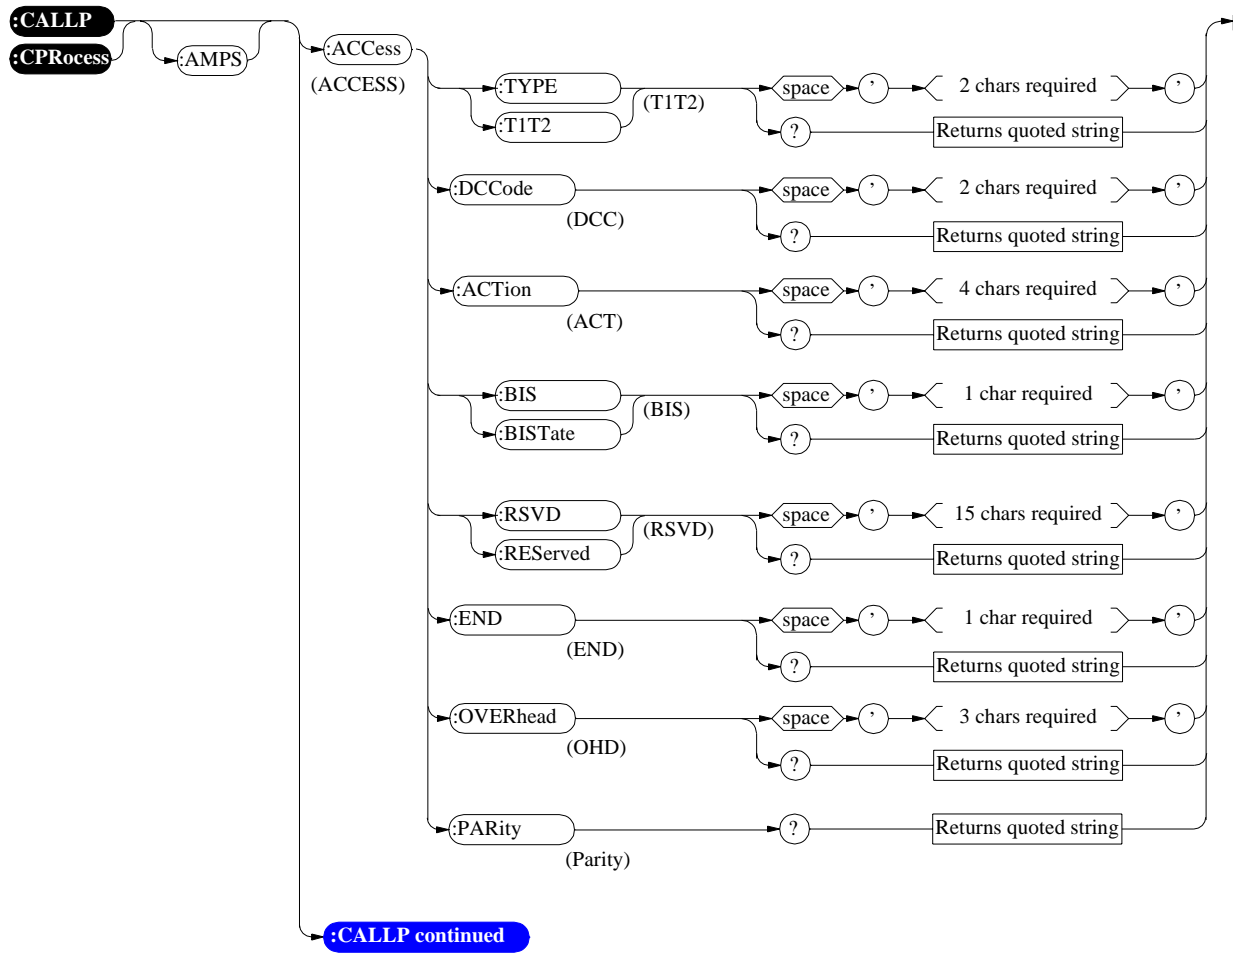 :CALLP
:CPRocess
:AMPS
:ACCess
(ACCESS)
:TYPE
:T1T2
(T1T2)
space ’ 2 chars required ’
? Returns quoted string
:DCCode
(DCC)
space ’ 2 chars required ’
? Returns quoted string
:ACTion
(ACT)
space ’ 4 chars required ’
? Returns quoted string
:BIS
:BISTate
(BIS)
space ’ 1 char required ’
? Returns quoted string
:RSVD
:REServed
(RSVD)
space ’ 15 chars required ’
? Returns quoted string
:END
(END)
space ’ 1 char required ’
? Returns quoted string
:OVERhead
(OHD)
space ’ 3 chars required ’
? Returns quoted string
:PARity
(Parity)
? Returns quoted string
:CALLP continued